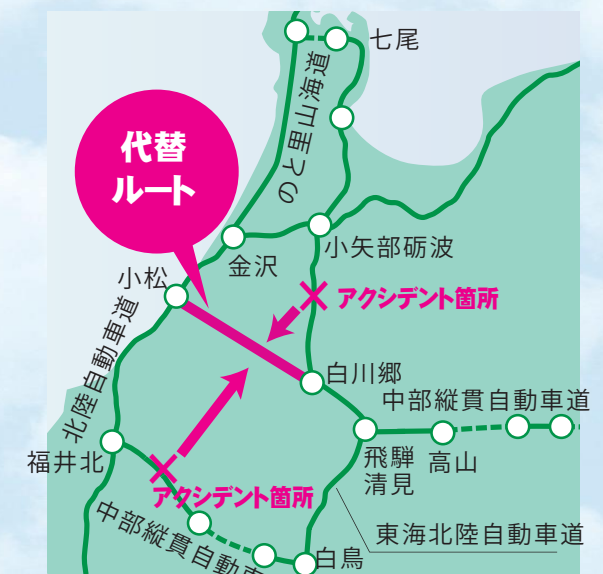 七尾
のと里山海道
代替
ルート
小矢部砺波
金沢
小松
アクシデント箇所
北陸自動車道
白川郷
中部縦貫自動車道
福井北
飛騨
清見
高山
アクシデント箇所
中部縦貫自動車
東海北陸自動車道
白鳥